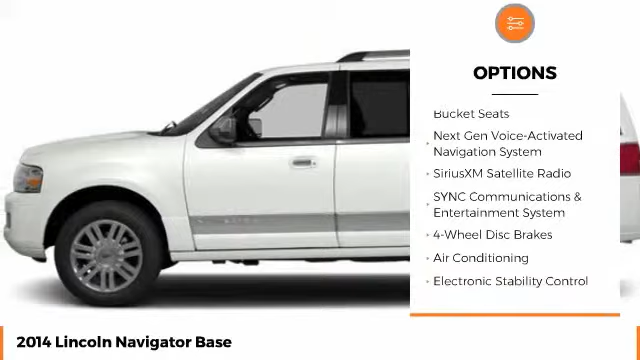 OPTIONS
Bucket Seats
Next Gen Voice-Activated
Navigation System
SiriusXM Satellite Radio
SYNC Communications &
Entertainment System
4-Wheel Disc Brakes
Air Conditioning
Electronic Stability Control
2014 Lincoln Navigator Base